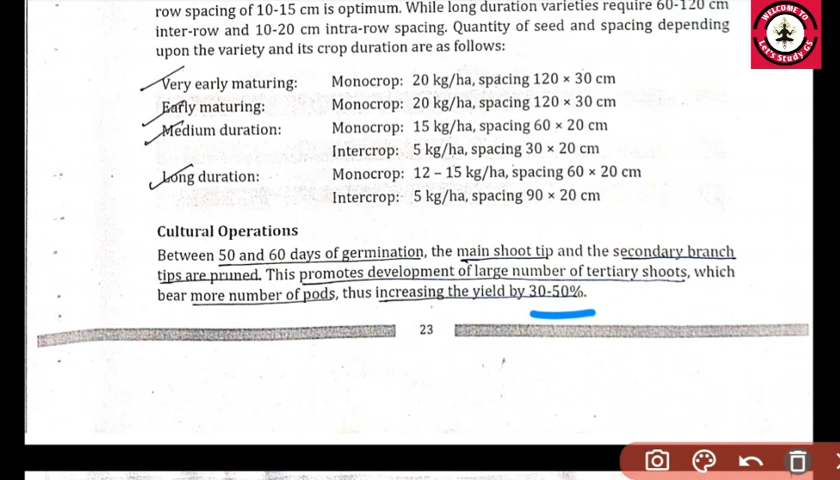 row spacing of 10-15 cm is optimum. While long duration varieties require 60-120 cm
inter-row and 10-20 cm intra-row spacing. Quantity of seed and spacing depending
upon the variety and its crop duration are as follows:
Very early maturing: Monocrop: 20 kg/ha, spacing 120 × 30 cm
Early maturing: Monocrop: 20 kg/ha, spacing 120 × 30 cm
Medium duration: Monocrop: 15 kg/ha, spacing 60 × 20 cm
Intercrop: 5 kg/ha, spacing 30 × 20 cm
Long duration: Monocrop: 12 – 15 kg/ha, spacing 60 × 20 cm
Intercrop: 5 kg/ha, spacing 90 × 20 cm
Cultural Operations
Between 50 and 60 days of germination, the main shoot tip and the secondary branch
tips are pruned. This promotes development of large number of tertiary shoots, which
bear more number of pods, thus increasing the yield by 30-50%.
23
WELCOME TO
Let's Study GS